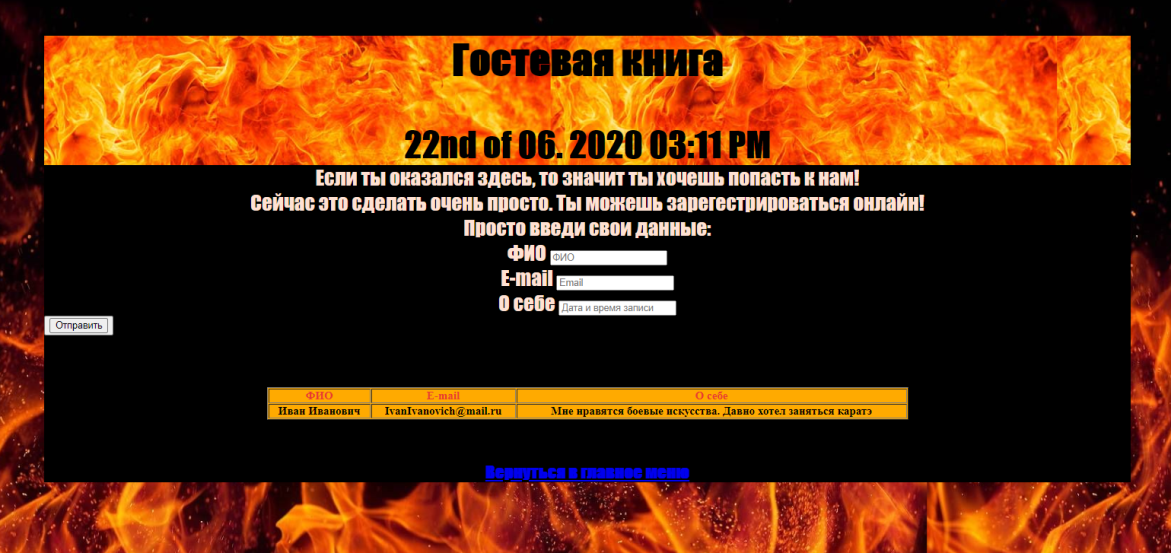 Гостевая книга
22nd of 06. 2020 03:11 PM
Если ты оказался здесь, то значит ты хочешь попасть к нам!
Сейчас это сделать очень просто. Ты можешь зарегестрироваться онлайн!
Просто введи свои данные:
ФИО ФИО
E-mail Email
О себе Дата и время записи
Отправить
ФИО E-mail О себе
Иван Иванович IvanIvanovich@mail.ru Мне нравятся боевые искусства. Давно хотел заняться каратэ
Вернуться в главное меню